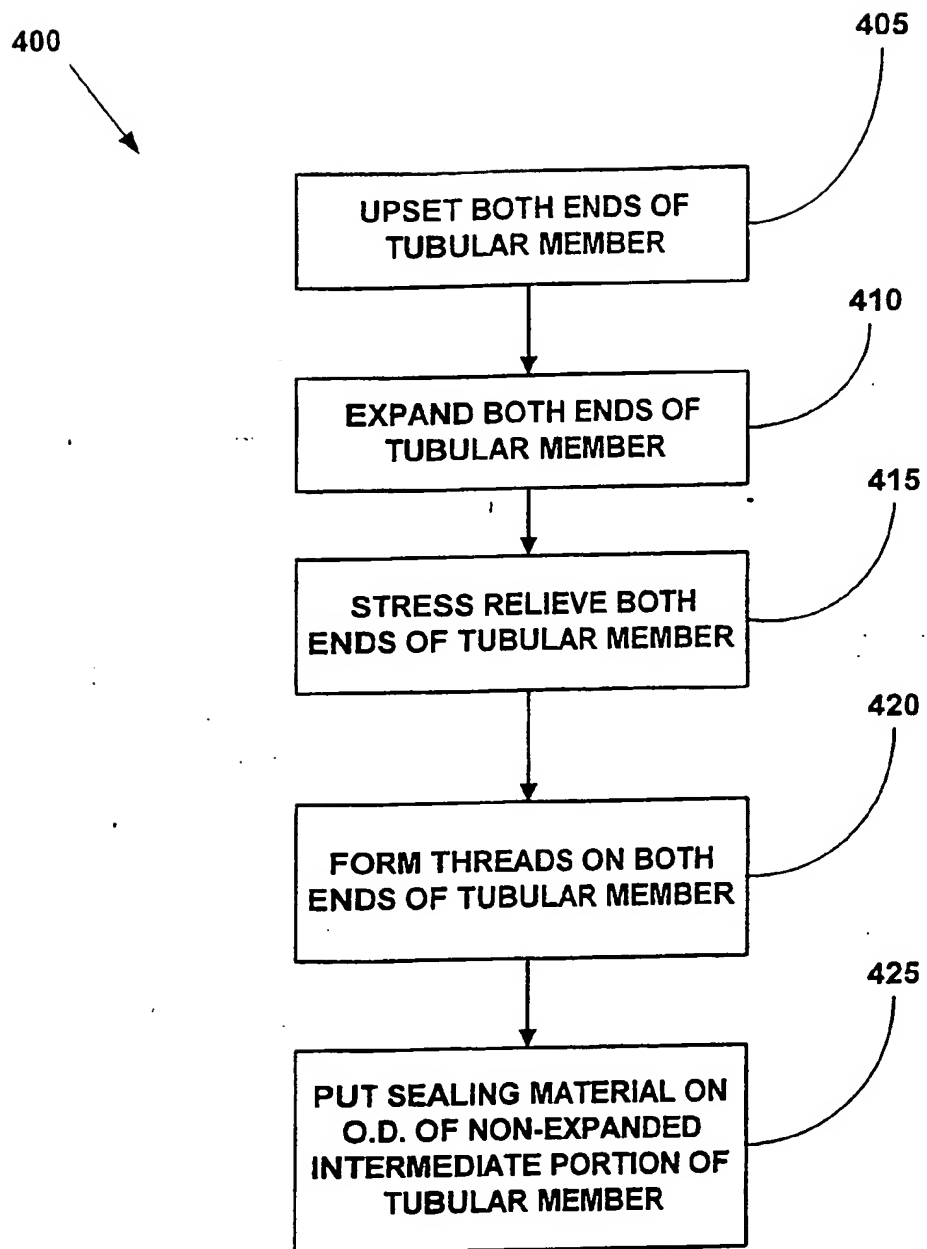 400
405
UPSET BOTH ENDS OF
TUBULAR MEMBER
410
EXPAND BOTH ENDS OF
TUBULAR MEMBER
415
STRESS RELIEVE BOTH
ENDS OF TUBULAR MEMBER
420
FORM THREADS ON BOTH
ENDS OF TUBULAR MEMBER
425
PUT SEALING MATERIAL ON
O.D. OF NON-EXPANDED
INTERMEDIATE PORTION OF
TUBULAR MEMBER